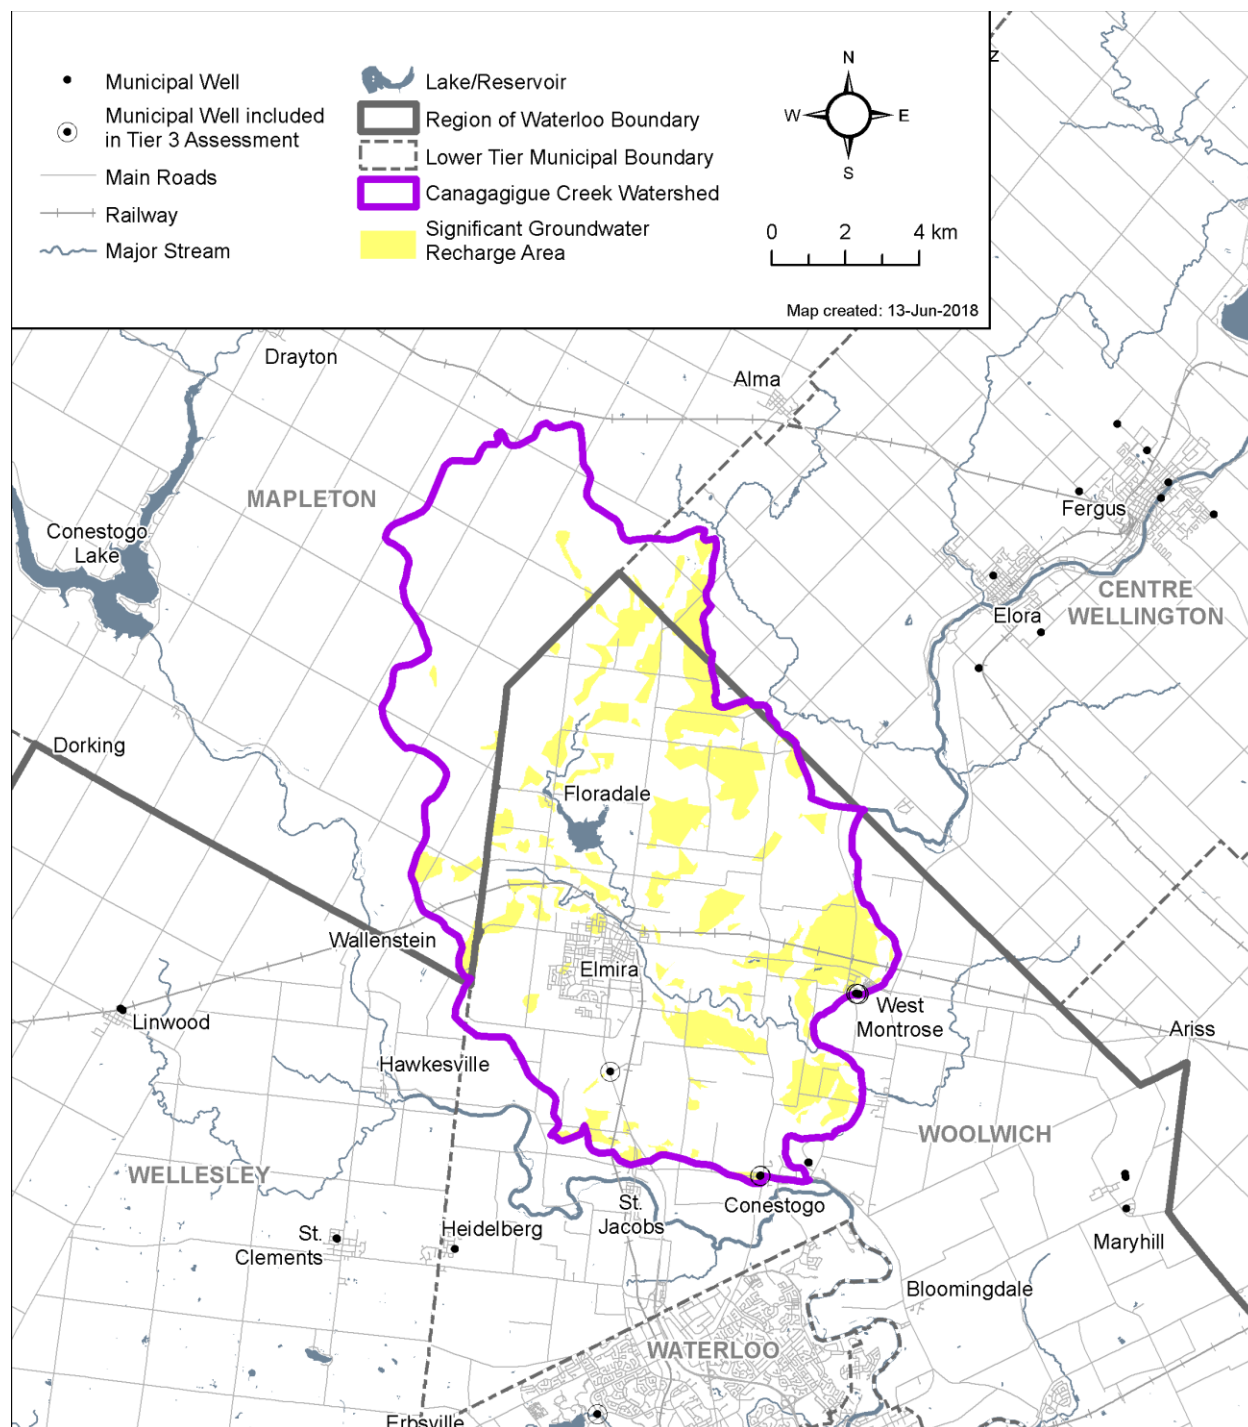 Municipal Well
Municipal Well included
in Tier 3 Assessment
Main Roads
Railway
Major Stream
Lake/Reservoir
Region of Waterloo Boundary
Lower Tier Municipal Boundary
Canagagigue Creek Watershed
Significant Groundwater
Recharge Area
N
W
E
S
0 2 4 km
Map created: 13-Jun-2018
Z
Drayton
Alma
MAPLETON
Conestogo
Lake
Fergus
CENTRE
WELLINGTON
Elora
Dorking
Floradale
Wallenstein
Elmira
West
Montrose
Linwood
Ariss
Hawkesville
WOOLWICH
WELLESLEY
Conestogo
St.
Jacobs
Heidelberg
St.
Clements
Maryhill
Bloomingdale
WATERLOO
Erbsville